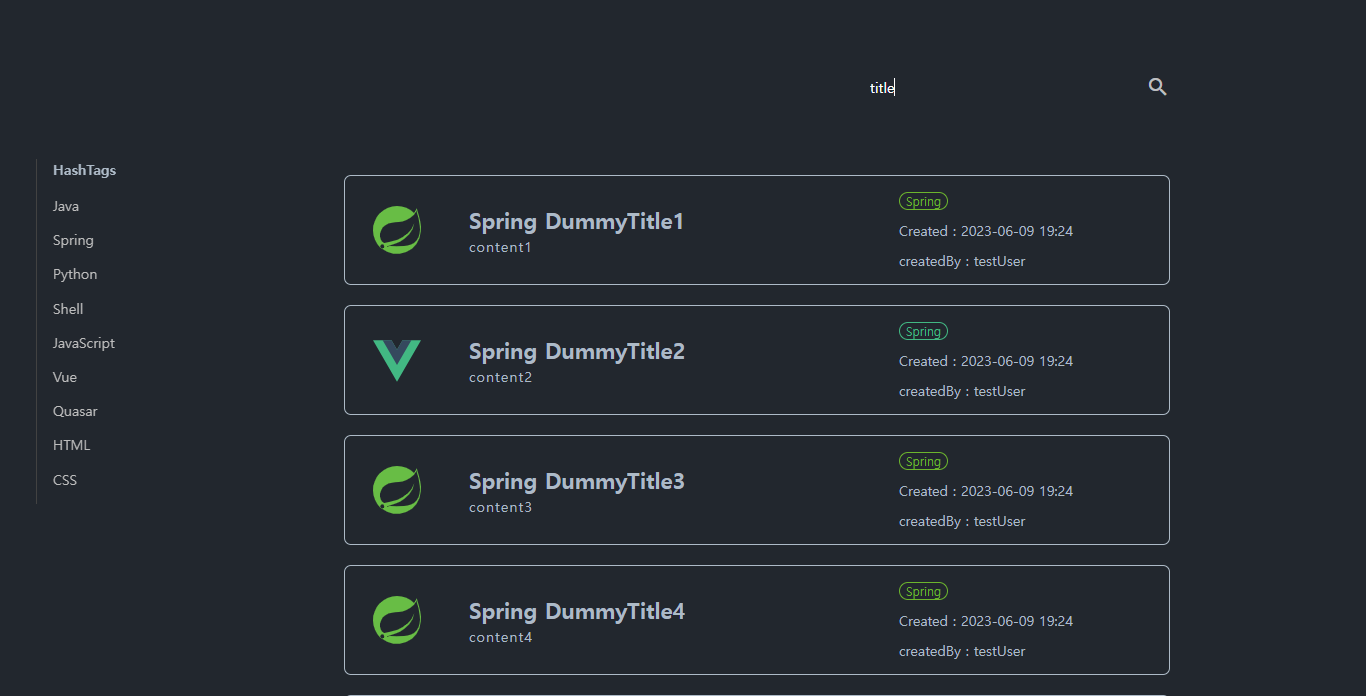 title
HashTags
Java
Spring
Python
Shell
JavaScript
Vue
Quasar
HTML
CSS
Spring DummyTitle1
content1
Spring
Created : 2023-06-09 19:24
createdBy : testUser
Spring DummyTitle2
content2
Spring
Created : 2023-06-09 19:24
createdBy : testUser
Spring DummyTitle3
content3
Spring
Created : 2023-06-09 19:24
createdBy : testUser
Spring DummyTitle4
content4
Spring
Created : 2023-06-09 19:24
createdBy : testUser